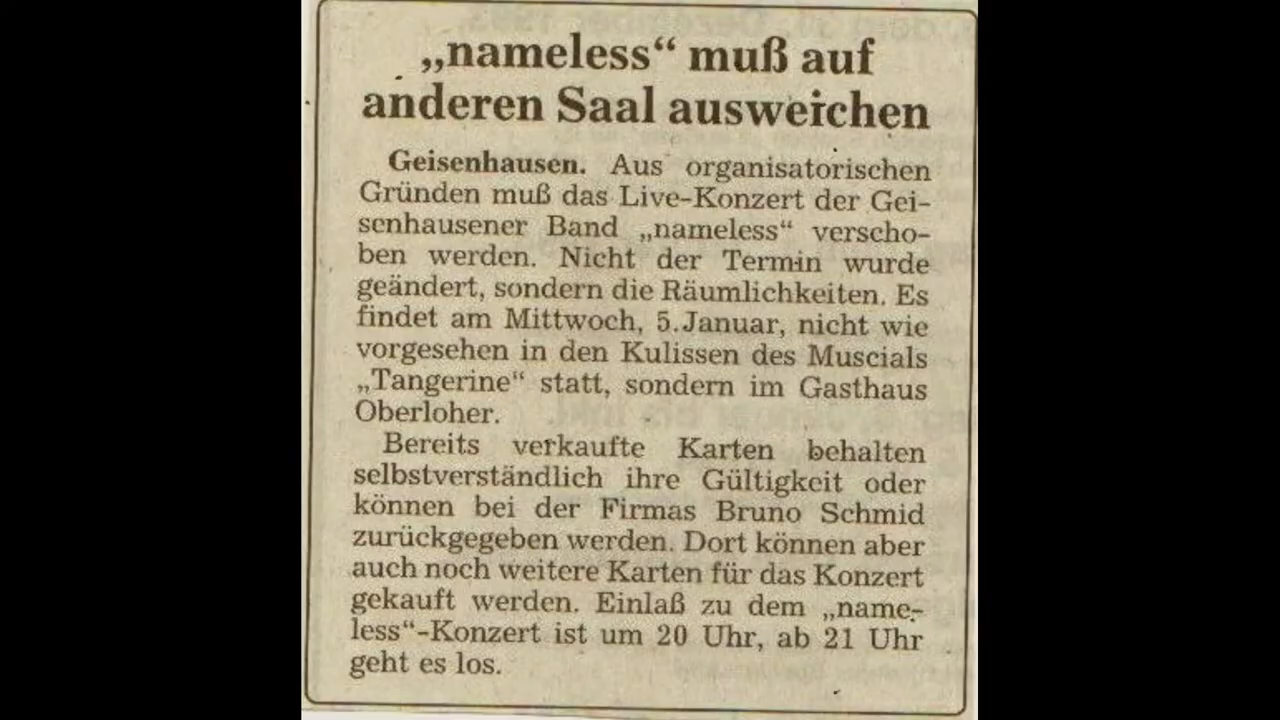 „nameless“ muß auf
anderen Saal ausweichen
Geisenhausen. Aus organisatorischen
Gründen muß das Live-Konzert der Gei-
senhausener Band „nameless“ verscho-
ben werden. Nicht der Termin wurde
geändert, sondern die Räumlichkeiten. Es
findet am Mittwoch, 5. Januar, nicht wie
vorgesehen in den Kulissen des Muscials
„Tangerine“ statt, sondern im Gasthaus
Oberloher.
Bereits verkaufte Karten behalten
selbstverständlich ihre Gültigkeit oder
können bei der Firmas Bruno Schmid
zurückgegeben werden. Dort können aber
auch noch weitere Karten für das Konzert
gekauft werden. Einlaß zu dem „name-
less“-Konzert ist um 20 Uhr, ab 21 Uhr
geht es los.